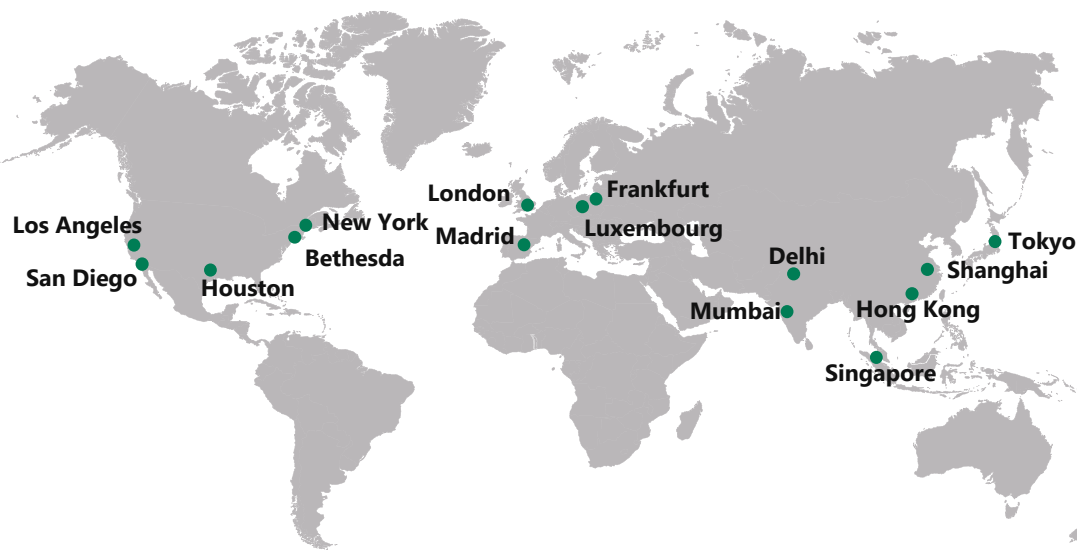 London
Frankfurt
Los Angeles
New York
Madrid
Luxembourg
Bethesda
Tokyo
Delhi
Shanghai
San Diego
Houston
Mumbai
Hong Kong
Singapore